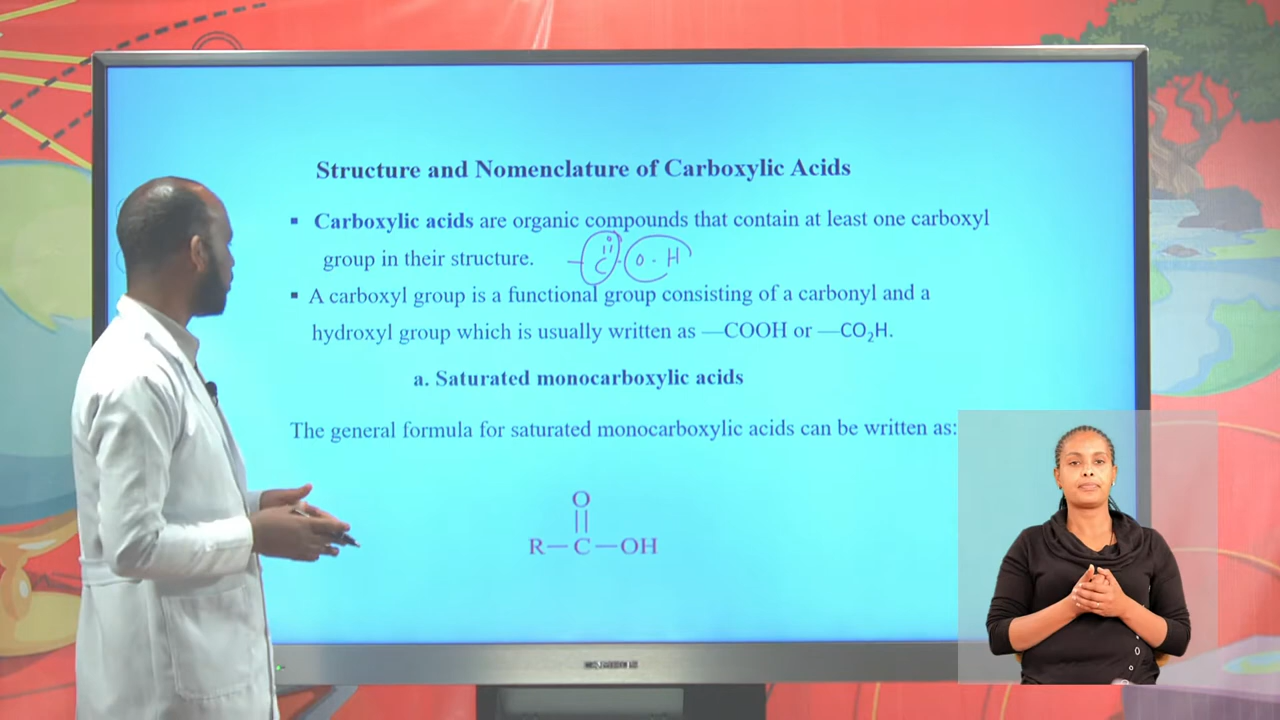 Structure and Nomenclature of Carboxylic Acids
▪ Carboxylic acids are organic compounds that contain at least one carboxyl
group in their structure.
O
C O - H
▪ A carboxyl group is a functional group consisting of a carbonyl and a
hydroxyl group which is usually written as —COOH or —CO₂H.
a. Saturated monocarboxylic acids
The general formula for saturated monocarboxylic acids can be written as:
O
R—C—OH